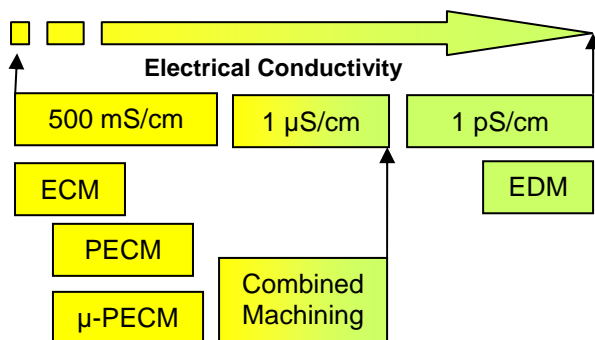 Electrical Conductivity
500 mS/cm
1 µS/cm
1 pS/cm
ECM
EDM
PECM
Combined
Machining
µ-PECM